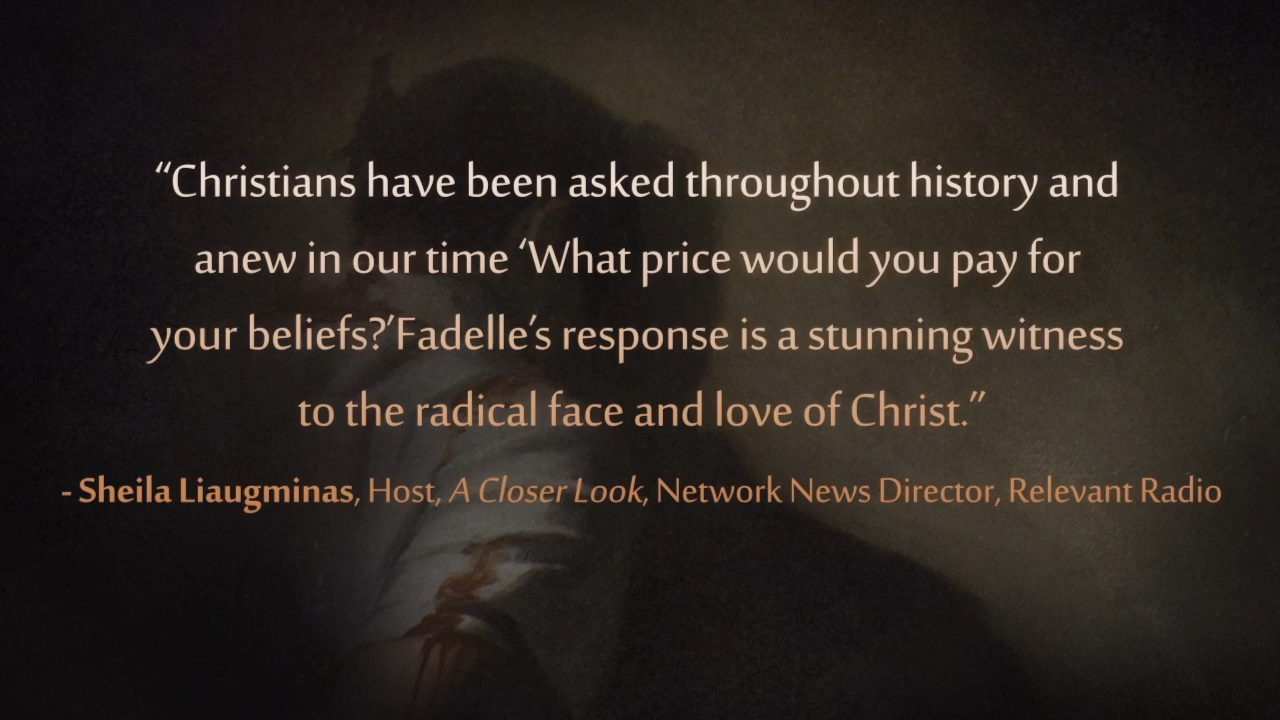 “Christians have been asked throughout history and
anew in our time ‘What price would you pay for
your beliefs?’Fadelle’s response is a stunning witness
to the radical face and love of Christ.”
- Sheila Liaugminas, Host, A Closer Look, Network News Director, Relevant Radio